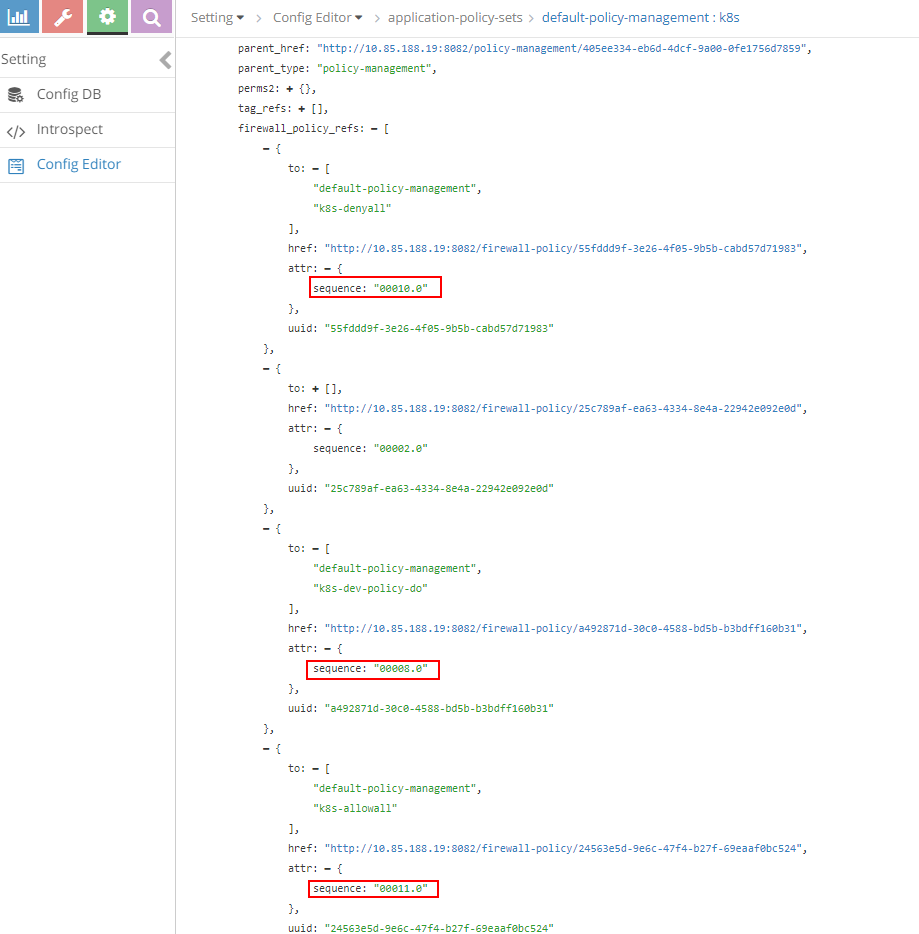 Setting > Config Editor > application-policy-sets > default-policy-management : k8s
Setting
Config DB
Introspect
Config Editor
parent_href: "http://10.85.188.19:8082/policy-management/405ee334-eb6d-4dcf-9a00-0fe1756d7859",
parent_type: "policy-management",
perms2: + {},
tag_refs: + [],
firewall_policy_refs: - [
- {
to: - [
"default-policy-management",
"k8s-denyall"
],
href: "http://10.85.188.19:8082/firewall-policy/55fddd9f-3e26-4f05-9b5b-cabd57d71983",
attr: - {
sequence: "00010.0"
},
uuid: "55fddd9f-3e26-4f05-9b5b-cabd57d71983"
},
- {
to: + [],
href: "http://10.85.188.19:8082/firewall-policy/25c789af-ea63-4334-8e4a-22942e092e0d",
attr: - {
sequence: "00002.0"
},
uuid: "25c789af-ea63-4334-8e4a-22942e092e0d"
},
- {
to: - [
"default-policy-management",
"k8s-dev-policy-do"
],
href: "http://10.85.188.19:8082/firewall-policy/a492871d-30c0-4588-bd5b-b3bdff160b31",
attr: - {
sequence: "00008.0"
},
uuid: "a492871d-30c0-4588-bd5b-b3bdff160b31"
},
- {
to: - [
"default-policy-management",
"k8s-allowall"
],
href: "http://10.85.188.19:8082/firewall-policy/24563e5d-9e6c-47f4-b27f-69eaaf0bc524",
attr: - {
sequence: "00011.0"
},
uuid: "24563e5d-9e6c-47f4-b27f-69eaaf0bc524"